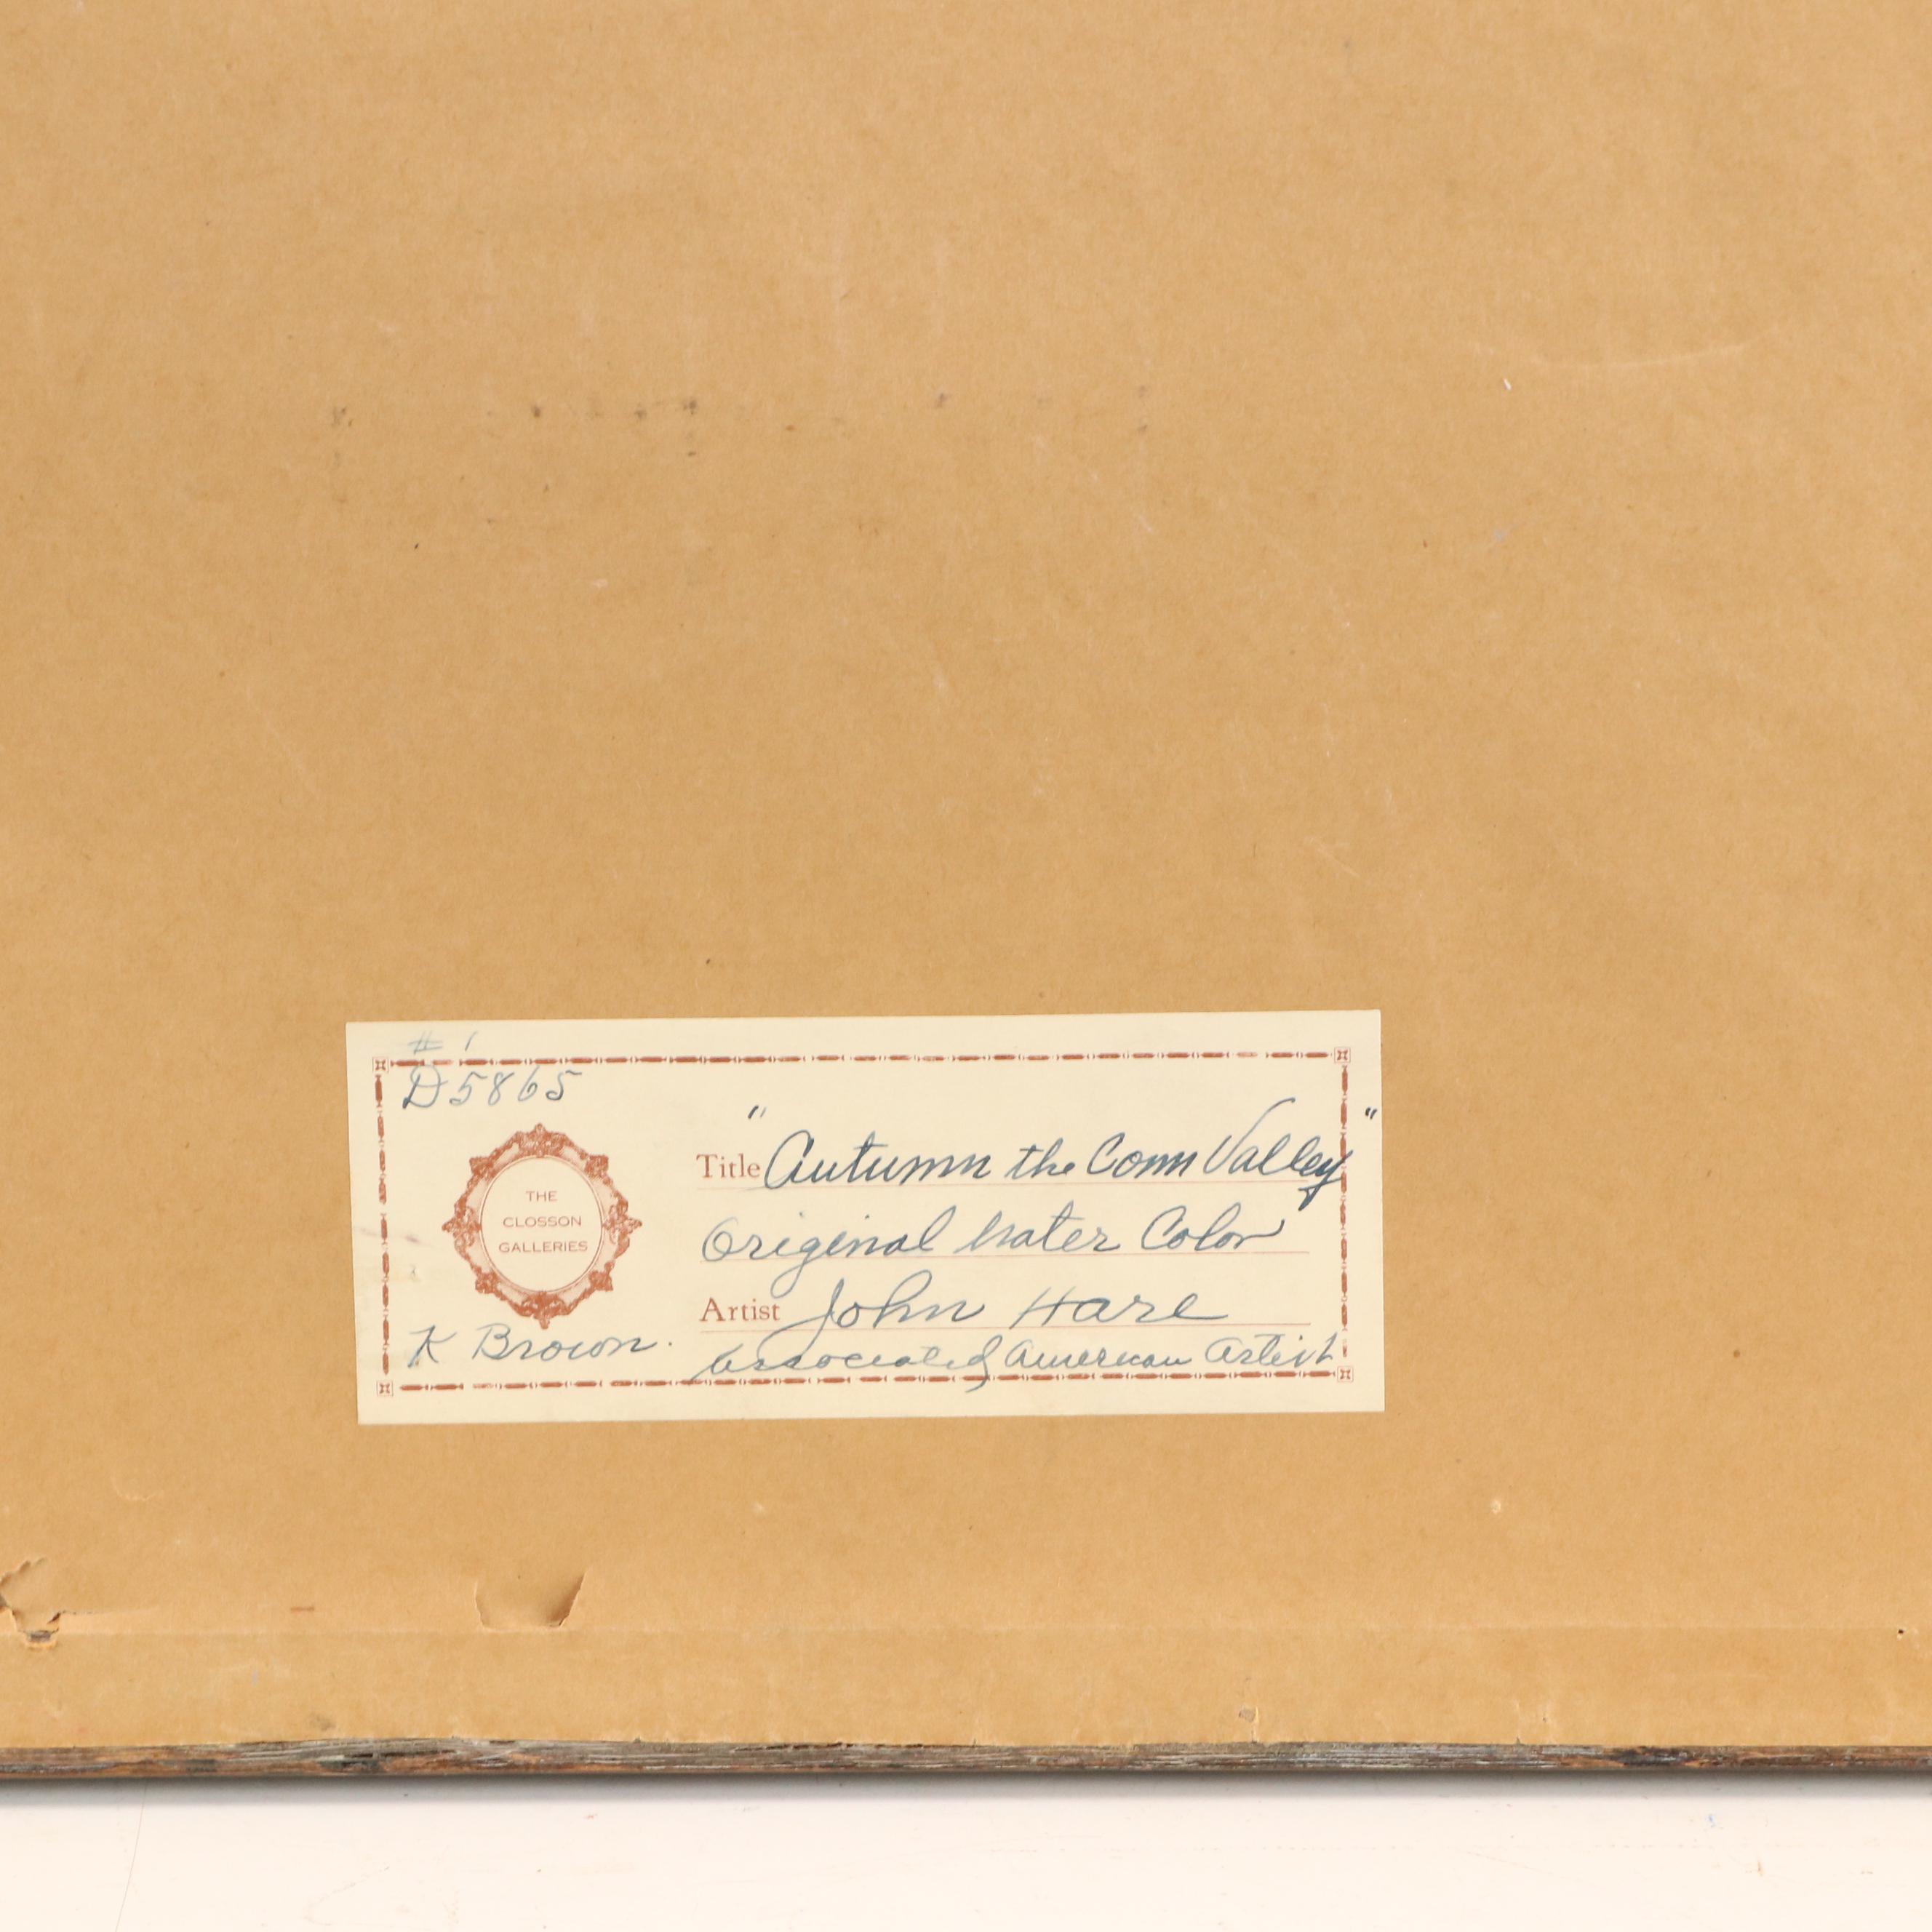 # 1
D5865
THE
CLOSSON
GALLERIES
K Brown.
Title "Autumn the Conn Valley"
Original Water Color
Artist John Hare
Associated American Artist